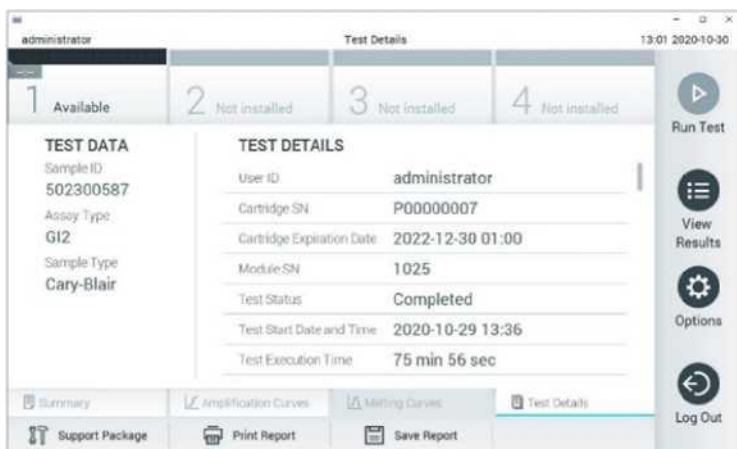 administrator Test Details 13:01 2020-10-30
1 Available 2 Not installed 3 Not installed 4 Not installed
Run Test
View
Results
Options
Log Out
TEST DATA
Sample ID
502300587
Assay Type
GI2
Sample Type
Cary-Blair
TEST DETAILS
User ID administrator
Cartridge SN P00000007
Cartridge Expiration Date 2022-12-30 01:00
Module SN 1025
Test Status Completed
Test Start Date and Time 2020-10-29 13:36
Test Execution Time 75 min 56 sec
Summary Amplification Curves Melting Curves Test Details
Support Package Print Report Save Report